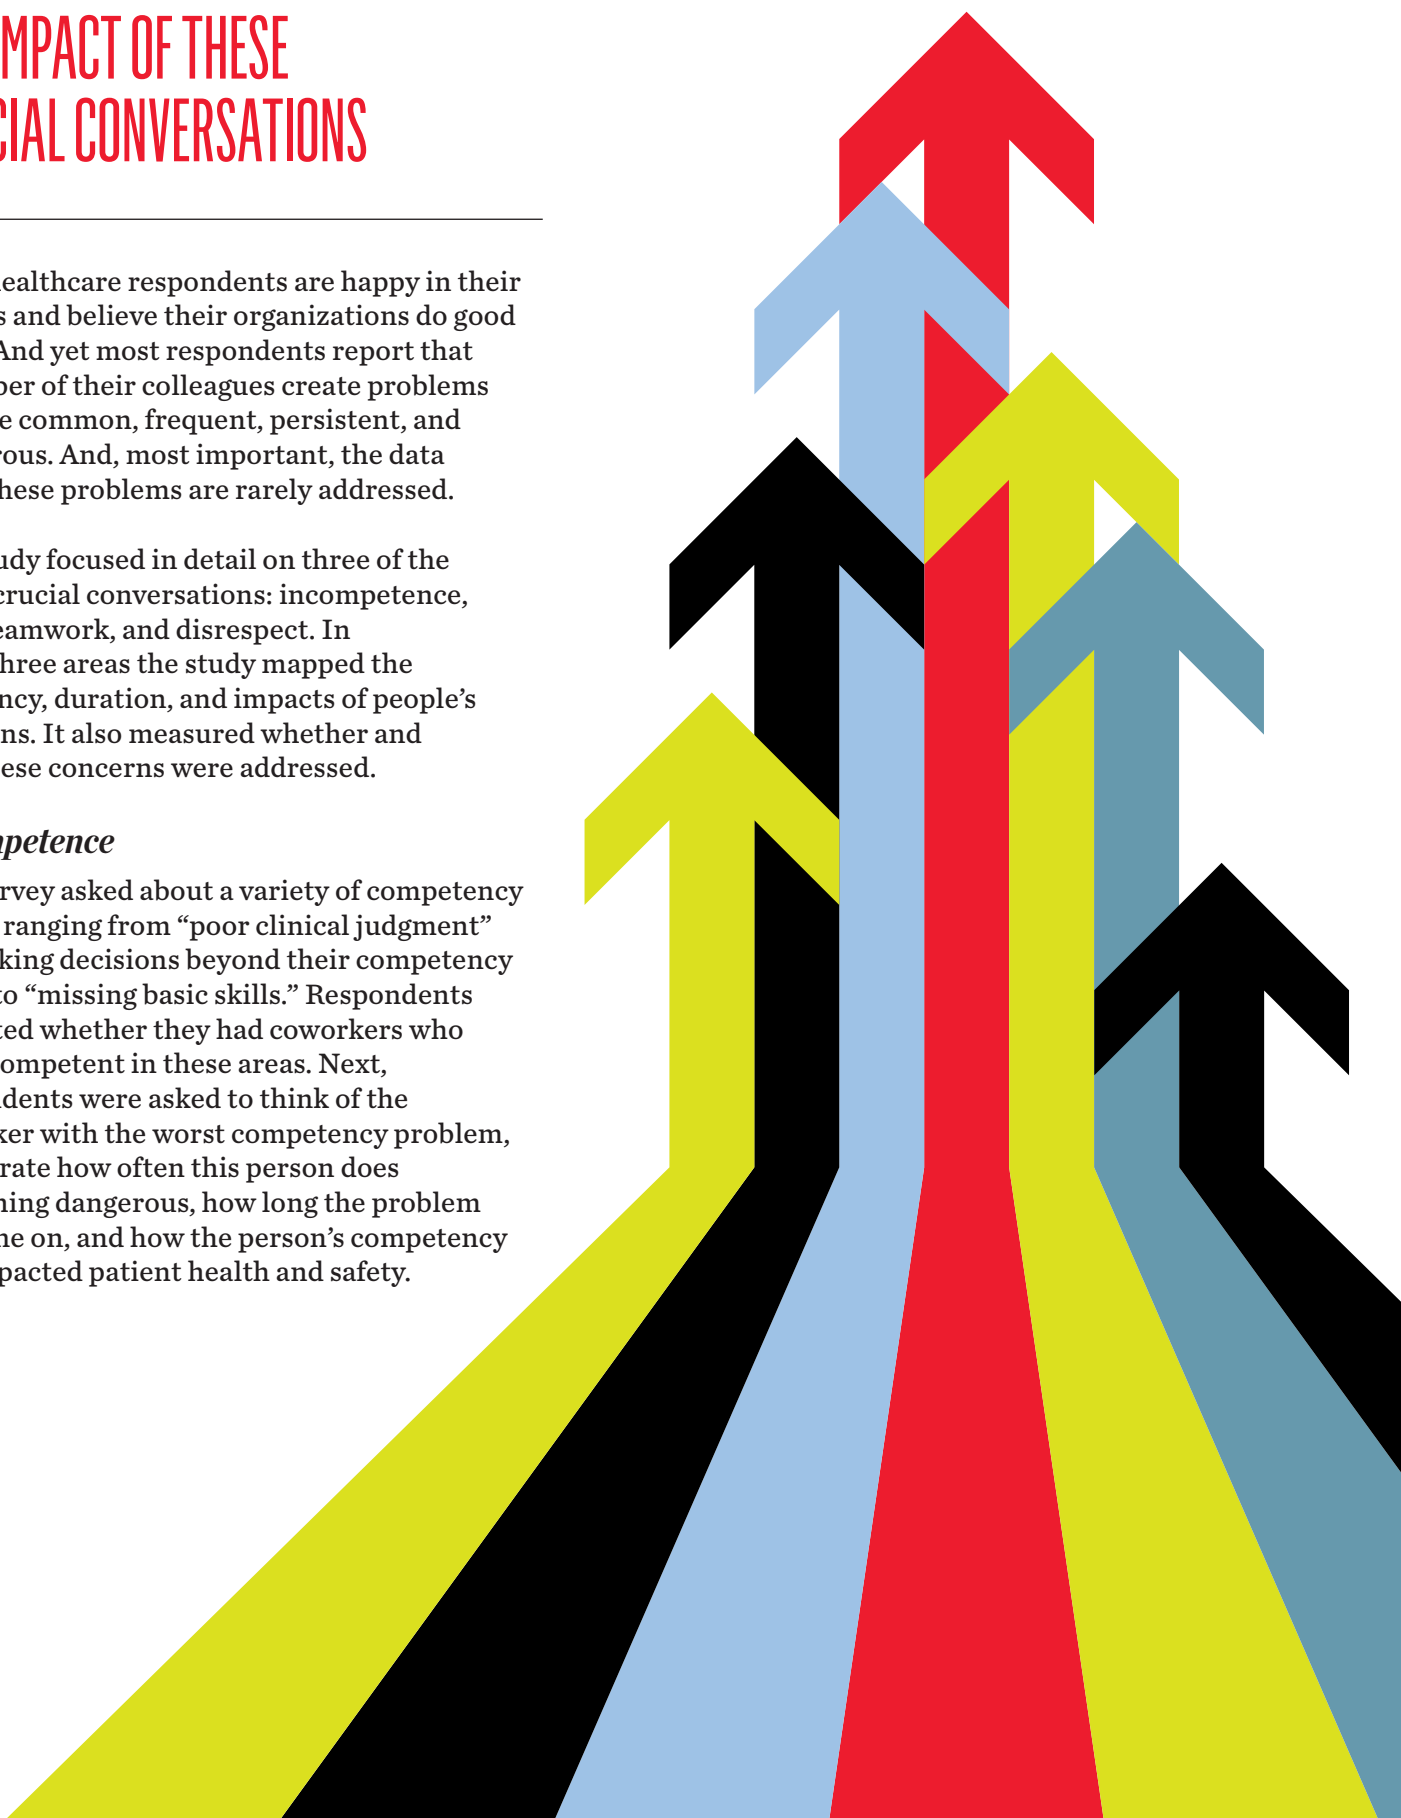 MPACT OF THESE
CIAL CONVERSATIONS
ealthcare respondents are happy in their
s and believe their organizations do good
And yet most respondents report that
ber of their colleagues create problems
e common, frequent, persistent, and
rous. And, most important, the data
hese problems are rarely addressed.
udy focused in detail on three of the
crucial conversations: incompetence,
eamwork, and disrespect. In
hree areas the study mapped the
ncy, duration, and impacts of people’s
ns. It also measured whether and
ese concerns were addressed.
mpetence
rvey asked about a variety of competency
ranging from “poor clinical judgment”
king decisions beyond their competency
to “missing basic skills.” Respondents
ted whether they had coworkers who
ompetent in these areas. Next,
dents were asked to think of the
ker with the worst competency problem,
rate how often this person does
hing dangerous, how long the problem
ne on, and how the person’s competency
pacted patient health and safety.